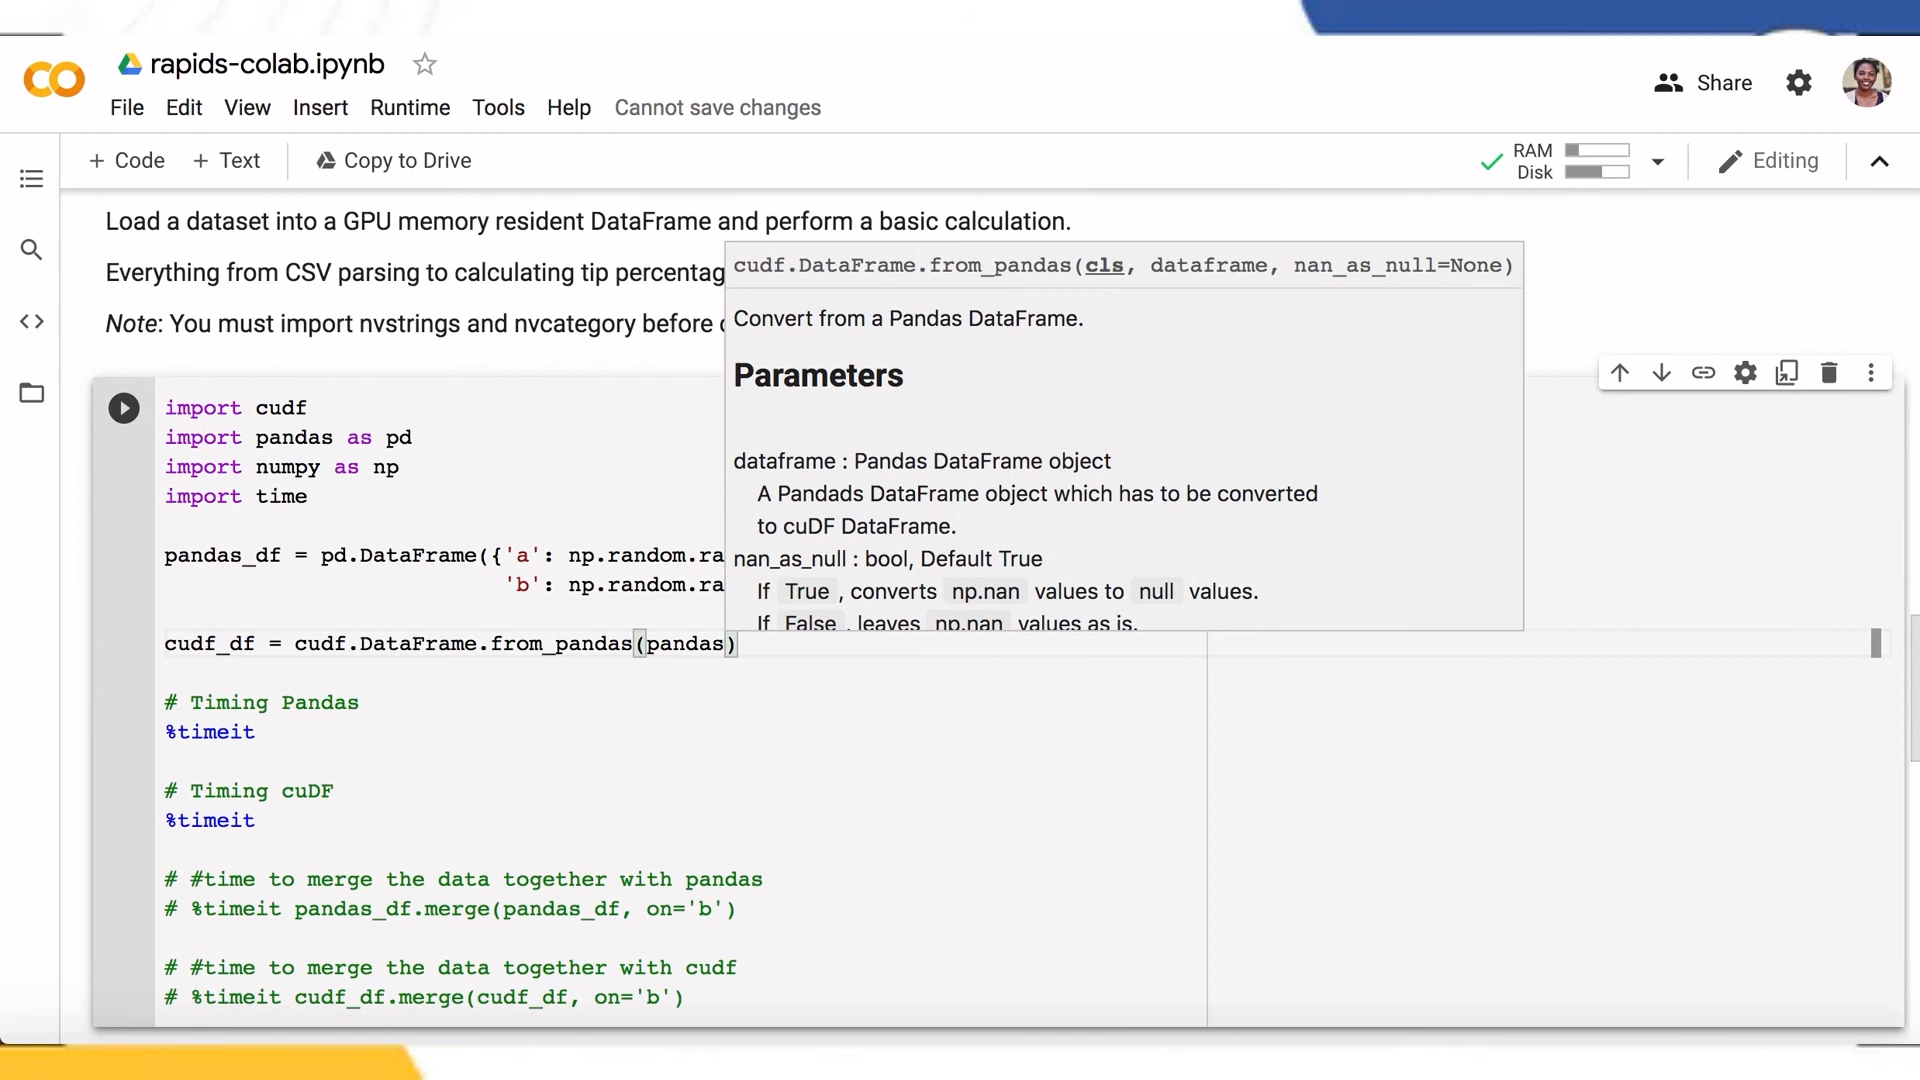 rapids-colab.ipynb
Share
File Edit View Insert Runtime Tools Help Cannot save changes
+ Code + Text Copy to Drive
RAM
Disk
Editing
Load a dataset into a GPU memory resident DataFrame and perform a basic calculation.
Everything from CSV parsing to calculating tip percentag
Note: You must import nvstrings and nvcategory before
cudf.DataFrame.from_pandas(cls, dataframe, nan_as_null=None)
Convert from a Pandas DataFrame.
Parameters
dataframe : Pandas DataFrame object
A Pandads DataFrame object which has to be converted
to cuDF DataFrame.
nan_as_null : bool, Default True
If True , converts np.nan values to null values.
If False , leaves np.nan values as is.
import cudf
import pandas as pd
import numpy as np
import time
pandas_df = pd.DataFrame({'a': np.random.ra
'b': np.random.ra
cudf_df = cudf.DataFrame.from_pandas(pandas)
# Timing Pandas
%timeit
# Timing cuDF
%timeit
# #time to merge the data together with pandas
# %timeit pandas_df.merge(pandas_df, on='b')
# #time to merge the data together with cudf
# %timeit cudf_df.merge(cudf_df, on='b')